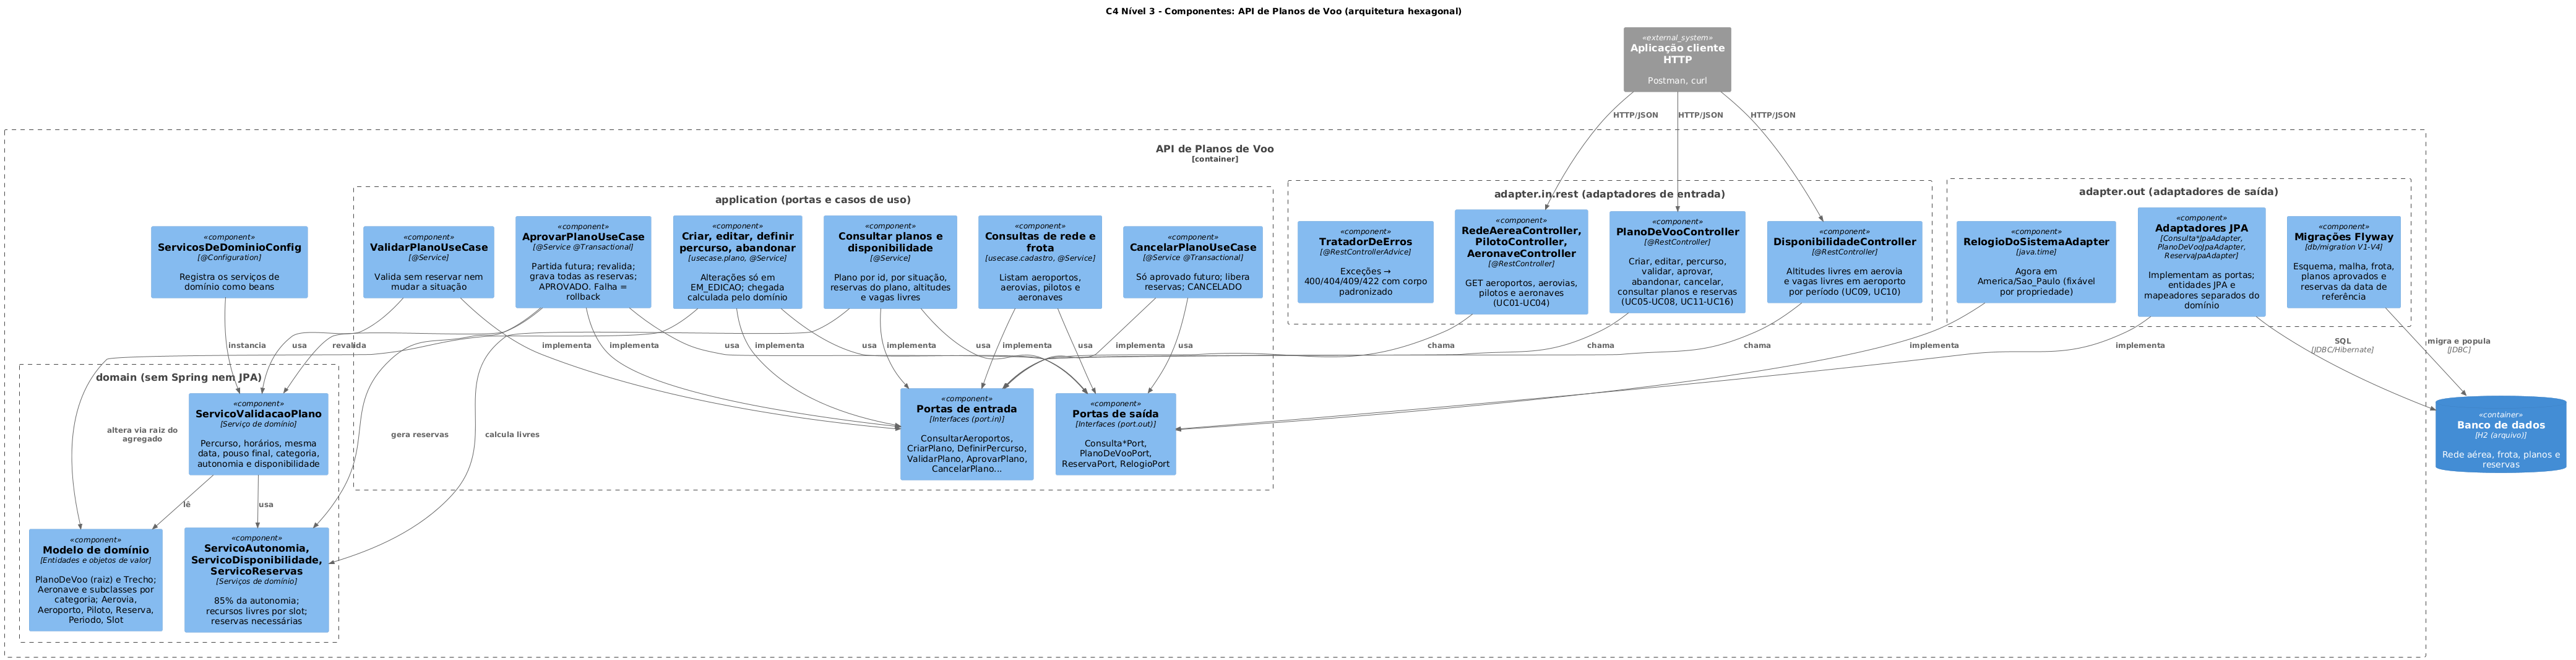 C4 Nível 3 - Componentes: API de Planos de Voo (arquitetura hexagonal)
«external_system»
Aplicação cliente
HTTP
Postman, curl
HTTP/JSON
HTTP/JSON
HTTP/JSON
API de Planos de Voo
[container]
application (portas e casos de uso)
adapter.in.rest (adaptadores de entrada)
adapter.out (adaptadores de saída)
«component»
ServicosDeDominioConfig
[@Configuration]
Registra os serviços de
domínio como beans
«component»
ValidarPlanoUseCase
[@Service]
Valida sem reservar nem
mudar a situação
«component»
AprovarPlanoUseCase
[@Service @Transactional]
Partida futura; revalida;
grava todas as reservas;
APROVADO. Falha =
rollback
«component»
Criar, editar, definir
percurso, abandonar
[usecase.plano, @Service]
Alterações só em
EM_EDICAO; chegada
calculada pelo domínio
«component»
Consultar planos e
disponibilidade
[@Service]
Plano por id, por situação,
reservas do plano, altitudes
e vagas livres
«component»
Consultas de rede e
frota
[usecase.cadastro, @Service]
Listam aeroportos,
aerovias, pilotos e
aeronaves
«component»
CancelarPlanoUseCase
[@Service @Transactional]
Só aprovado futuro; libera
reservas; CANCELADO
«component»
TratadorDeErros
[@RestControllerAdvice]
Exceções →
400/404/409/422 com corpo
padronizado
«component»
RedeAereaController,
PilotoController,
AeronaveController
[@RestController]
GET aeroportos, aerovias,
pilotos e aeronaves
(UC01-UC04)
«component»
PlanoDeVooController
[@RestController]
Criar, editar, percurso,
validar, aprovar,
abandonar, cancelar,
consultar planos e reservas
(UC05-UC08, UC11-UC16)
«component»
DisponibilidadeController
[@RestController]
Altitudes livres em aerovia
e vagas livres em aeroporto
por período (UC09, UC10)
«component»
RelogioDoSistemaAdapter
[java.time]
Agora em
America/Sao_Paulo (fixável
por propriedade)
«component»
Adaptadores JPA
[Consulta*JpaAdapter,
PlanoDeVooJpaAdapter,
ReservaJpaAdapter]
Implementam as portas;
entidades JPA e
mapeadores separados do
domínio
«component»
Migrações Flyway
[db/migration V1-V4]
Esquema, malha, frota,
planos aprovados e
reservas da data de
referência
instancia
usa
revalida
implementa
implementa
usa
implementa
usa
implementa
usa
implementa
usa
implementa
usa
chama
chama
chama
implementa
implementa
SQL
[JDBC/Hibernate]
migra e popula
[JDBC]
domain (sem Spring nem JPA)
«component»
ServicoValidacaoPlano
[Serviço de domínio]
Percurso, horários, mesma
data, pouso final, categoria,
autonomia e disponibilidade
altera via raiz do
agregado
gera reservas
calcula livres
«component»
Portas de entrada
[Interfaces (port.in)]
ConsultarAeroportos,
CriarPlano, DefinirPercurso,
ValidarPlano, AprovarPlano,
CancelarPlano...
«component»
Portas de saída
[Interfaces (port.out)]
Consulta*Port,
PlanoDeVooPort,
ReservaPort, RelogioPort
«container»
Banco de dados
[H2 (arquivo)]
Rede aérea, frota, planos e
reservas
lê
usa
«component»
Modelo de domínio
[Entidades e objetos de valor]
PlanoDeVoo (raiz) e Trecho;
Aeronave e subclasses por
categoria; Aerovia,
Aeroporto, Piloto, Reserva,
Periodo, Slot
«component»
ServicoAutonomia,
ServicoDisponibilidade,
ServicoReservas
[Serviços de domínio]
85% da autonomia;
recursos livres por slot;
reservas necessárias